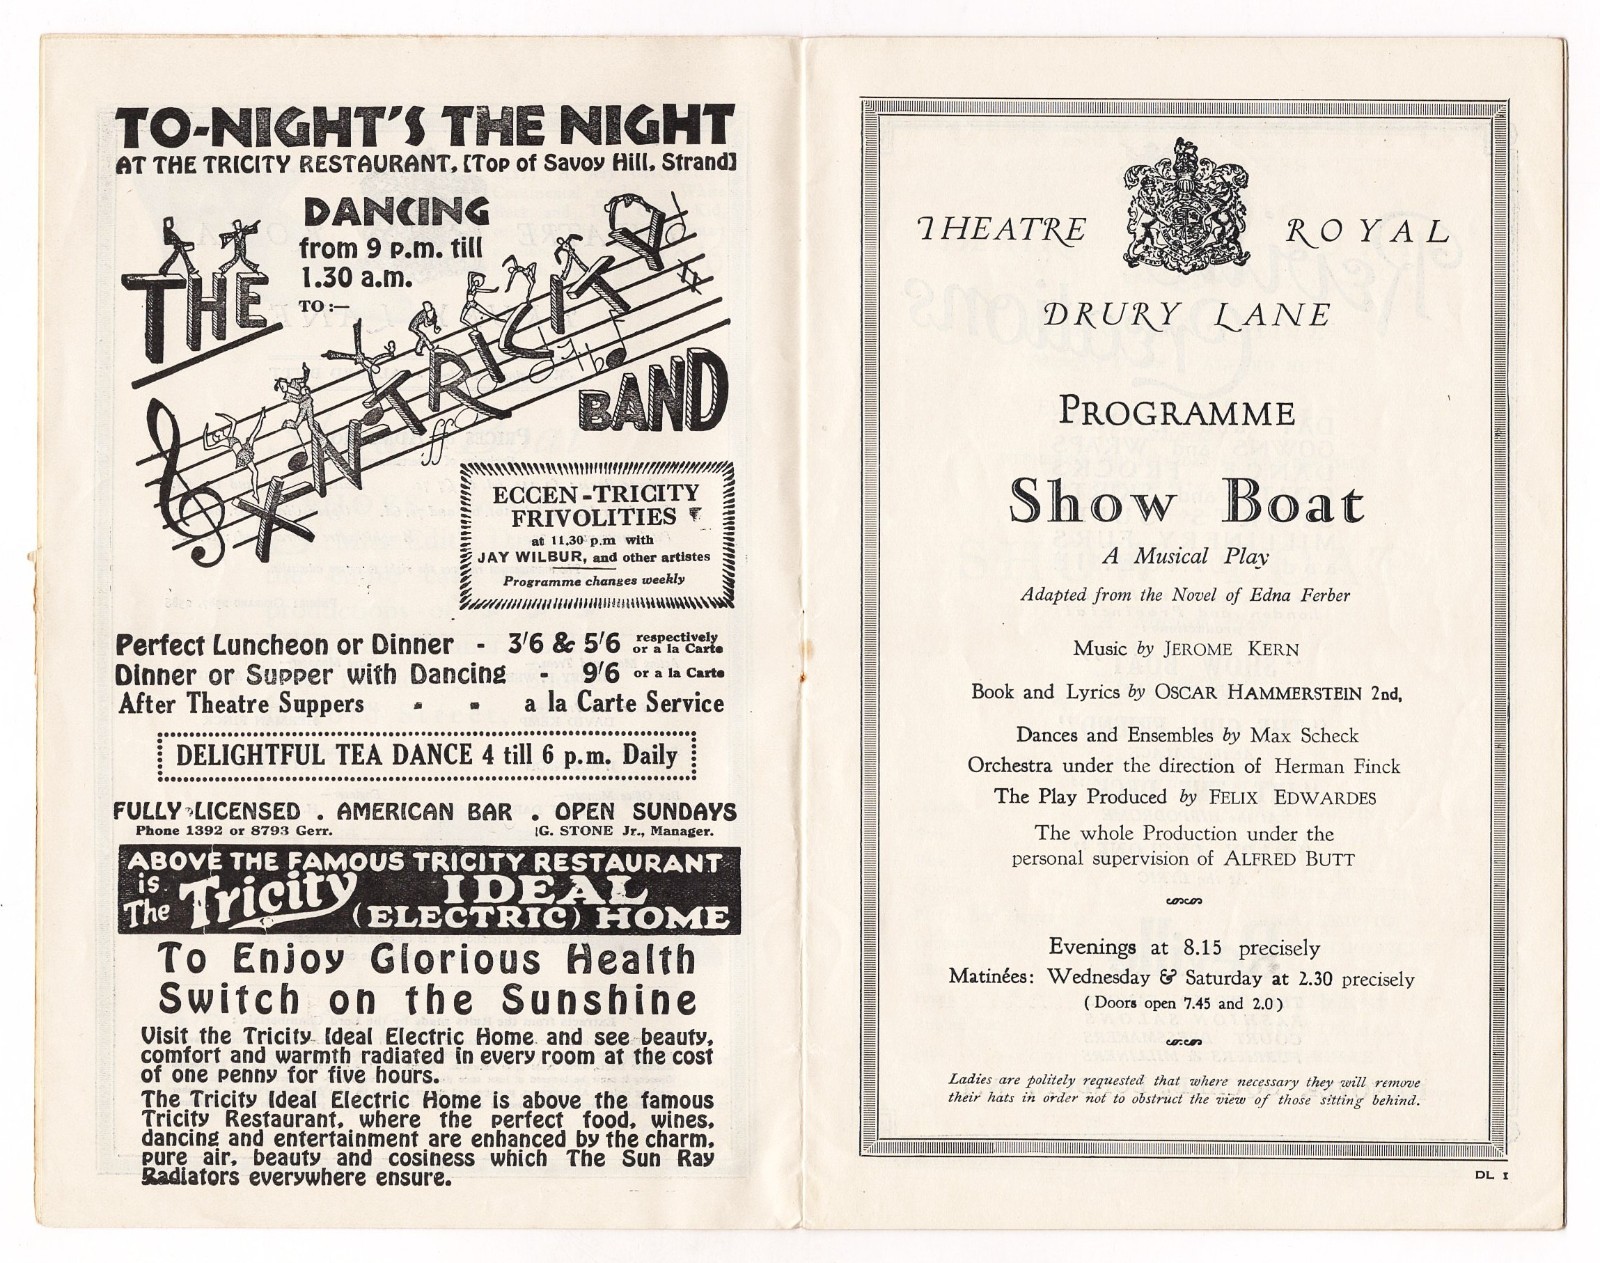 TO-NIGHT'S THE NIGHT
AT THE TRICITY RESTAURANT, [Top of Savoy Hill, Strand]
DANCING
from 9 p.m. till
1.30 a.m.
TO :—
THE
X-N-TRICITY
BAND
ff
ECCEN-TRICITY
FRIVOLITIES
at 11.30 p.m with
JAY WILBUR, and other artistes
Programme changes weekly
Perfect Luncheon or Dinner - 3/6 & 5/6 respectively or a la Carte
Dinner or Supper with Dancing - 9/6 or a la Carte
After Theatre Suppers - - a la Carte Service
DELIGHTFUL TEA DANCE 4 till 6 p.m. Daily
FULLY LICENSED . AMERICAN BAR . OPEN SUNDAYS
Phone 1392 or 8793 Gerr. G. STONE Jr., Manager.
ABOVE THE FAMOUS TRICITY RESTAURANT
is The Tricity IDEAL
(ELECTRIC) HOME
To Enjoy Glorious Health
Switch on the Sunshine
Visit the Tricity Ideal Electric Home and see beauty,
comfort and warmth radiated in every room at the cost
of one penny for five hours.
The Tricity Ideal Electric Home is above the famous
Tricity Restaurant, where the perfect food, wines,
dancing and entertainment are enhanced by the charm,
pure air, beauty and cosiness which The Sun Ray
Radiators everywhere ensure.
THEATRE ROYAL
DRURY LANE
PROGRAMME
Show Boat
A Musical Play
Adapted from the Novel of Edna Ferber
Music by JEROME KERN
Book and Lyrics by OSCAR HAMMERSTEIN 2nd,
Dances and Ensembles by Max Scheck
Orchestra under the direction of Herman Finck
The Play Produced by FELIX EDWARDES
The whole Production under the
personal supervision of ALFRED BUTT
Evenings at 8.15 precisely
Matinées: Wednesday & Saturday at 2.30 precisely
(Doors open 7.45 and 2.0)
Ladies are politely requested that where necessary they will remove
their hats in order not to obstruct the view of those sitting behind.
DL 1